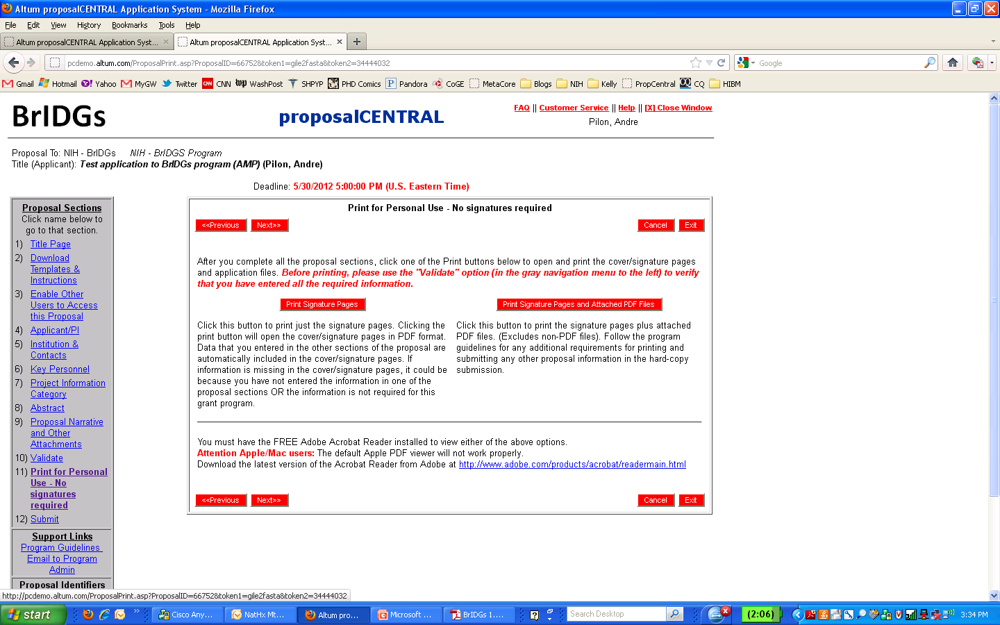 Altum proposalCENTRAL Application System - Mozilla Firefox
File Edit View History Bookmarks Tools Help
Altum proposalCENTRAL Application Syst... Altum proposalCENTRAL Application Syst...
pcdemo.altum.com/ProposalPrint.asp?ProposalID=66752&token1=gile2fasta&token2=34444032
Google
Gmail Hotmail Yahoo MyGW Twitter CNN WashPost SHPYP PHD Comics Pandora CoGE MetaCore Blogs NIH Kelly PropCentral CQ HIBM
BrIDGs
proposalCENTRAL
FAQ || Customer Service || Help || [X] Close Window
Pilon, Andre
Proposal To: NIH - BrIDGs NIH - BrIDGS Program
Title (Applicant): Test application to BrIDGs program (AMP) (Pilon, Andre)
Deadline: 5/30/2012 5:00:00 PM (U.S. Eastern Time)
Proposal Sections
Click name below to
go to that section.
1) Title Page
2) Download
Templates &
Instructions
3) Enable Other
Users to Access
this Proposal
4) Applicant/PI
5) Institution &
Contacts
6) Key Personnel
7) Project Information
Category
8) Abstract
9) Proposal Narrative
and Other
Attachments
10) Validate
11) Print for Personal
Use - No
signatures
required
12) Submit
Support Links
Program Guidelines
Email to Program
Admin
Proposal Identifiers
Print for Personal Use - No signatures required
<<Previous Next>> Cancel Exit
After you complete all the proposal sections, click one of the Print buttons below to open and print the cover/signature pages
and application files. Before printing, please use the "Validate" option (in the gray navigation menu to the left) to verify
that you have entered all the required information.
Print Signature Pages
Click this button to print just the signature pages. Clicking the
print button will open the cover/signature pages in PDF format.
Data that you entered in the other sections of the proposal are
automatically included in the cover/signature pages. If
information is missing in the cover/signature pages, it could be
because you have not entered the information in one of the
proposal sections OR the information is not required for this
grant program.
Print Signature Pages and Attached PDF Files
Click this button to print the signature pages plus attached
PDF files. (Excludes non-PDF files). Follow the program
guidelines for any additional requirements for printing and
submitting any other proposal information in the hard-copy
submission.
You must have the FREE Adobe Acrobat Reader installed to view either of the above options.
Attention Apple/Mac users: The default Apple PDF viewer will not work properly.
Download the latest version of the Acrobat Reader from Adobe at http://www.adobe.com/products/acrobat/readermain.html
<<Previous Next>> Cancel Exit
http://pcdemo.altum.com/ProposalPrint.asp?ProposalID=66752&token1=gile2fasta&token2=34444032
start Cisco Any... NatHx Mt... Altum pro... Microsoft ... BrIDGs 1.... Search Desktop (2:06) 3:34 PM